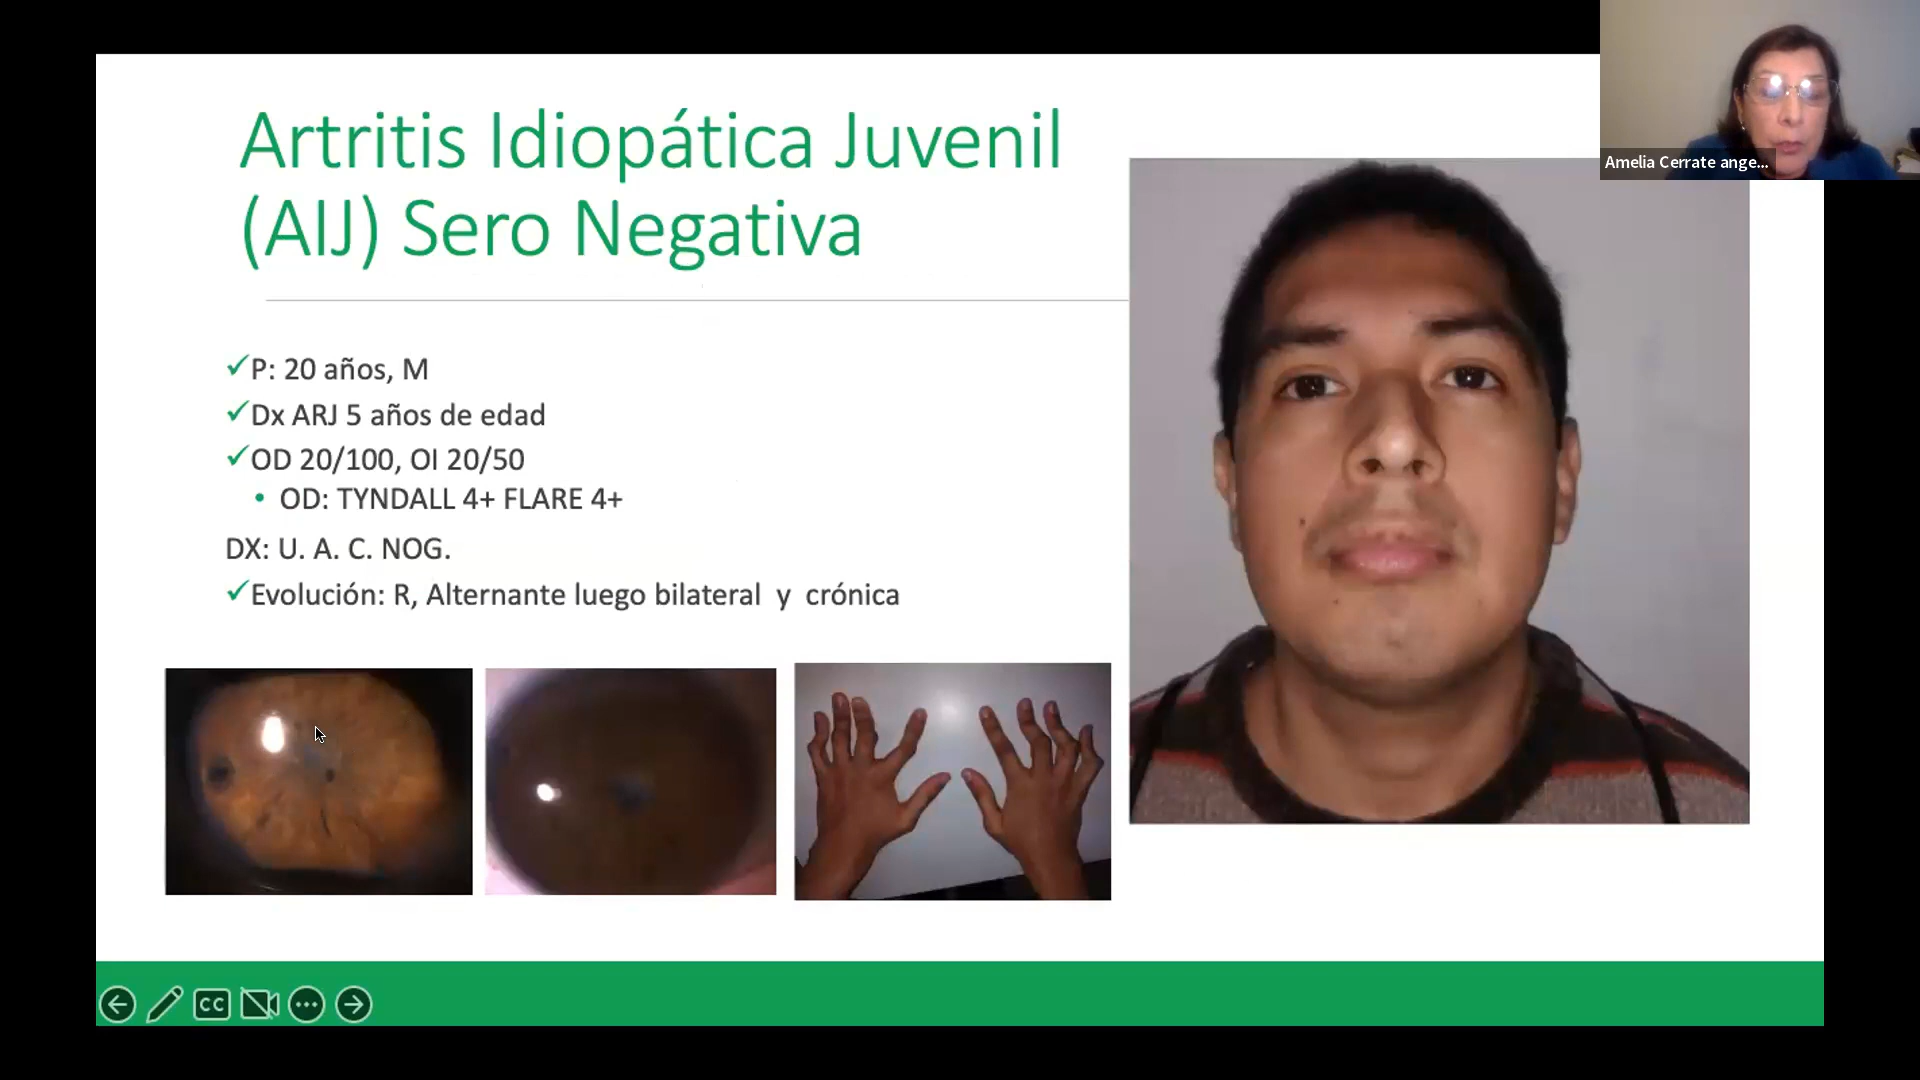 Artritis Idiopática Juvenil
(AIJ) Sero Negativa
Amelia Cerrate ange...
P: 20 años, M
Dx ARJ 5 años de edad
OD 20/100, OI 20/50
OD: TYNDALL 4+ FLARE 4+
DX: U. A. C. NOG.
Evolución: R, Alternante luego bilateral y crónica
CC